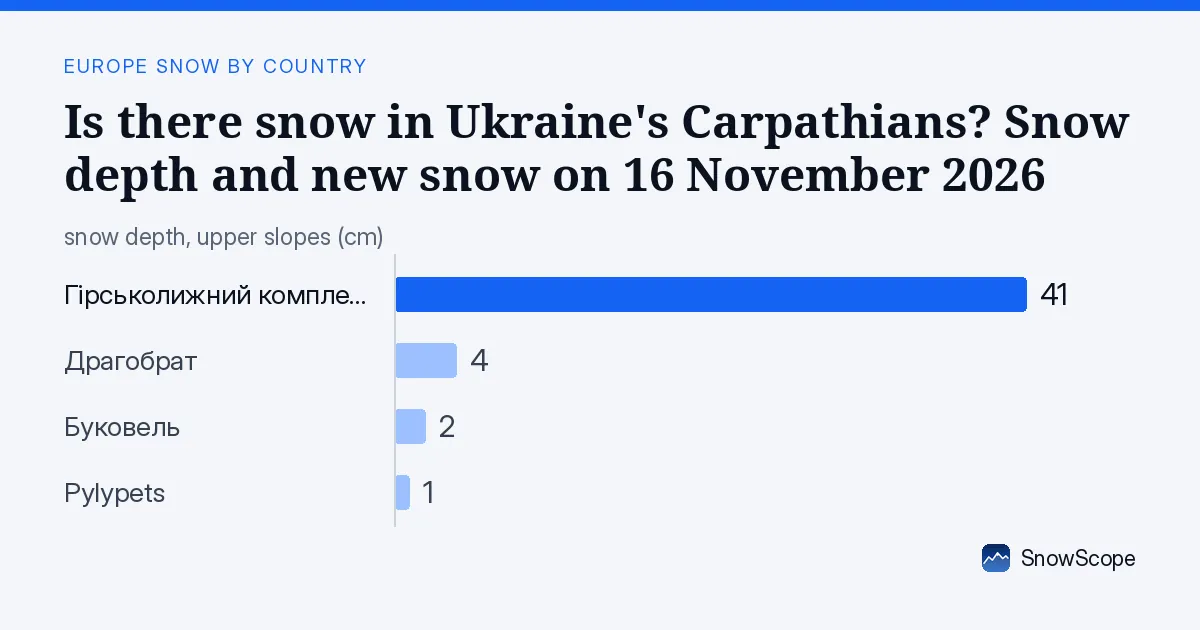 EUROPE SNOW BY COUNTRY
Is there snow in Ukraine's Carpathians? Snow
depth and new snow on 16 November 2026
snow depth, upper slopes (cm)
Гірськолижний компле... 41
Драгобрат 4
Буковель 2
Pylypets 1
SnowScope